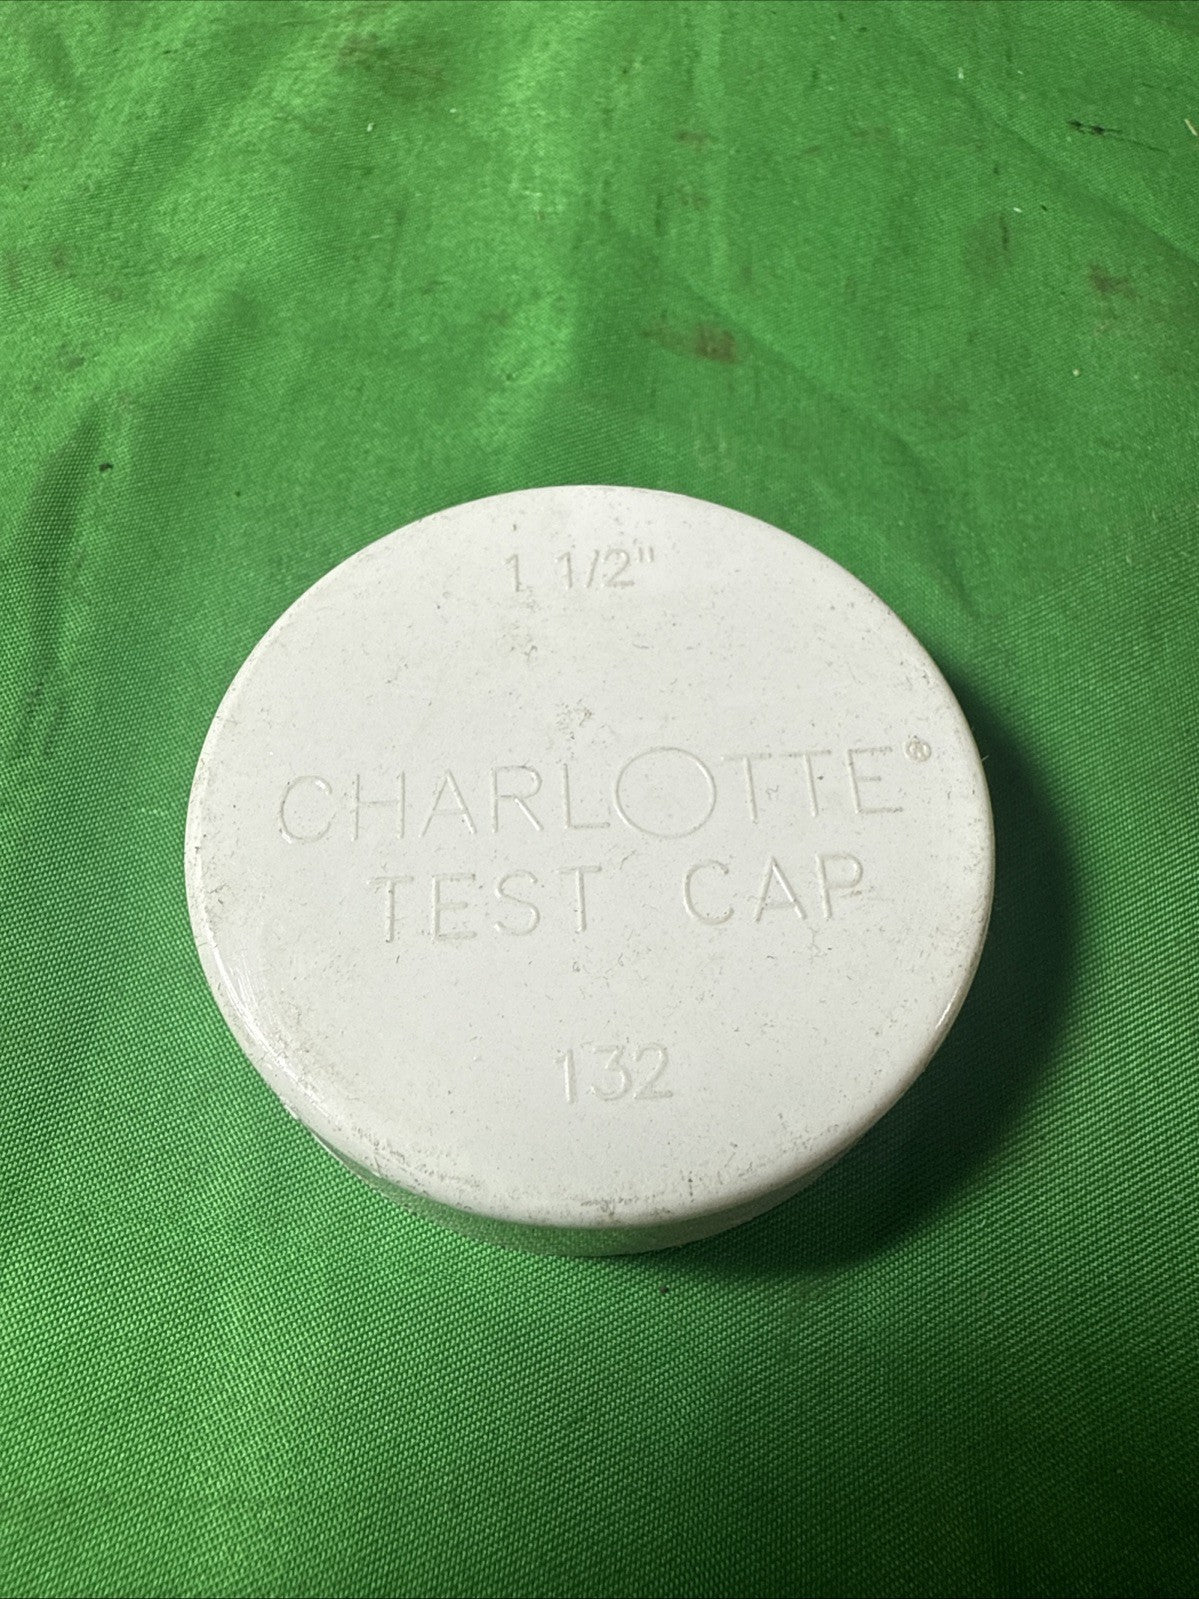 1 1/2"
CHARLOTTE®
TEST CAP
132